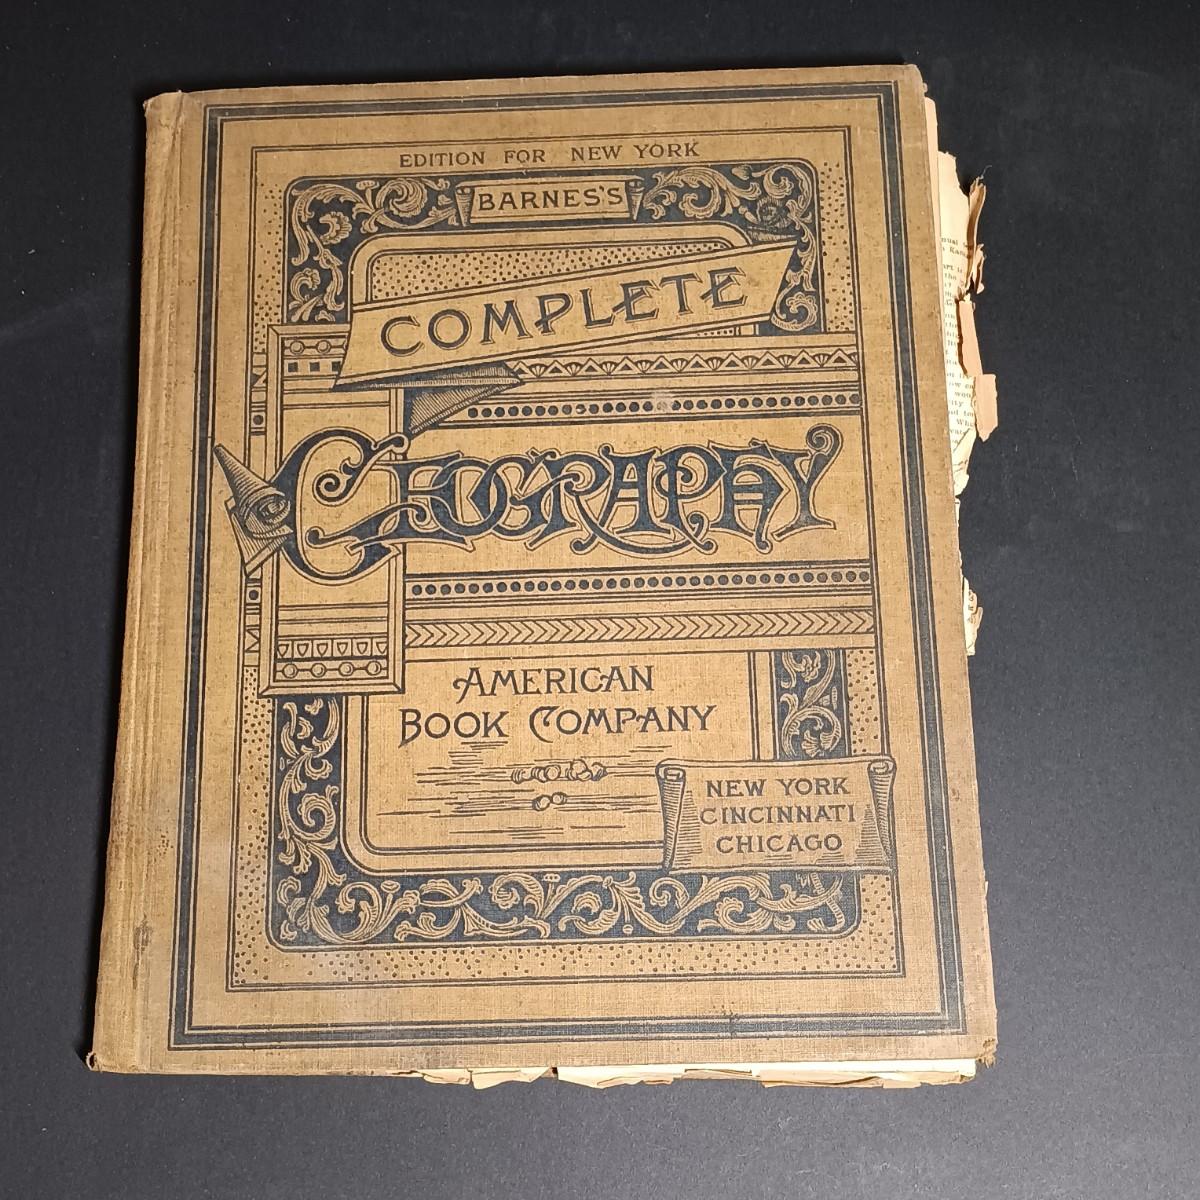 EDITION FOR NEW YORK
BARNES'S
COMPLETE
GEOGRAPHY
AMERICAN
BOOK COMPANY
NEW YORK
CINCINNATI
CHICAGO